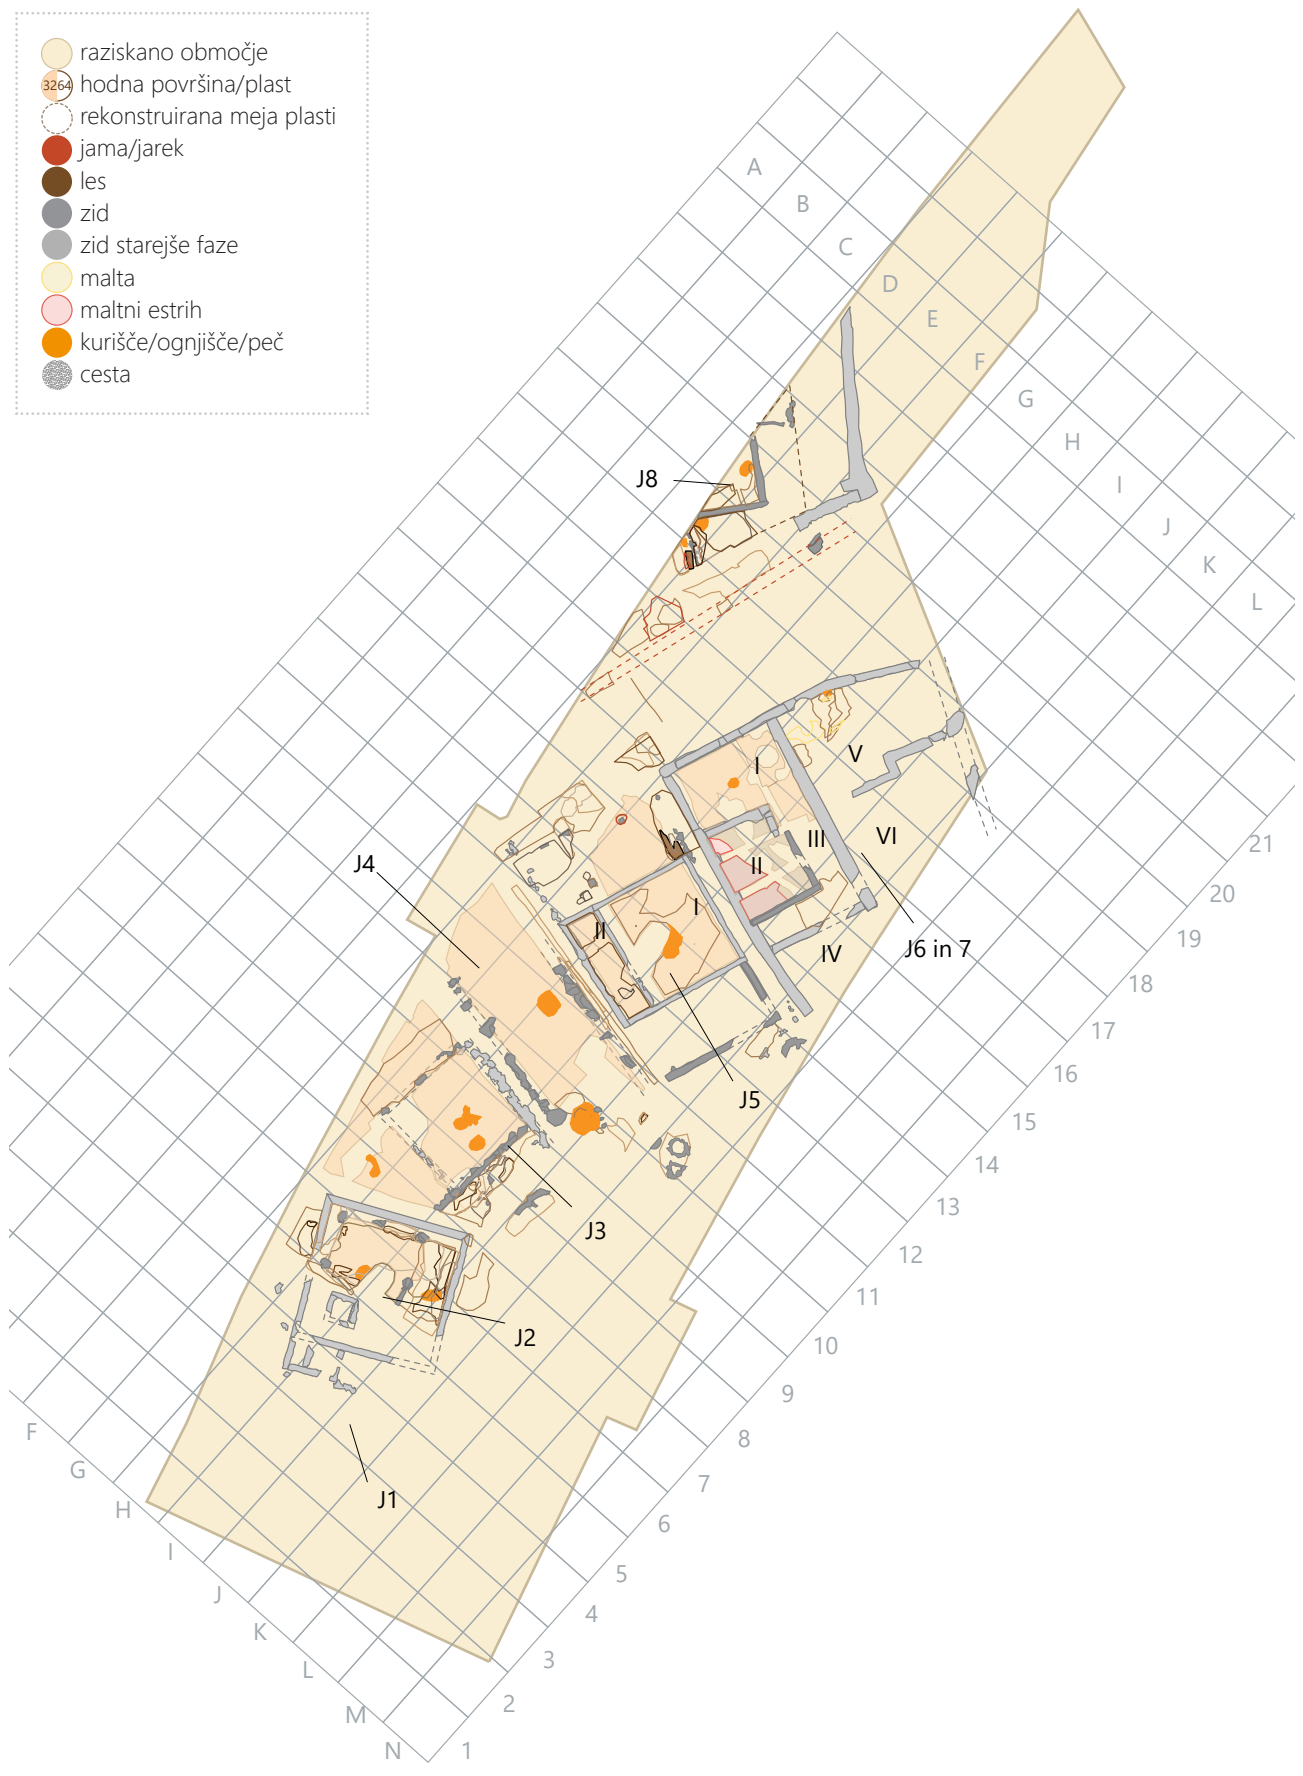 raziskano območje
3264 hodna površina/plast
rekonstruirana meja plasti
jama/jarek
les
zid
zid starejše faze
malta
maltni estrih
kurišče/ognjišče/peč
cesta
A
B
C
D
E
F
G
H
I
J
K
L
J8
I
V
III
VI
II
J4
I
II
IV
J6 in 7
J5
J3
J2
J1
21
20
19
18
17
16
15
14
13
12
11
10
9
8
7
6
5
4
3
2
1
F
G
H
I
J
K
L
M
N